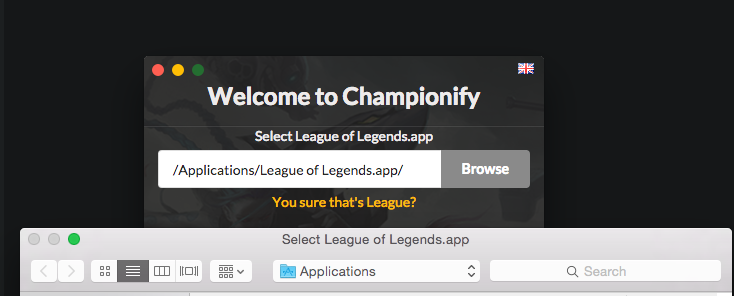 Welcome to Championify
Select League of Legends.app
/Applications/League of Legends.app/
Browse
You sure that's League?
Select League of Legends.app
Applications
Search